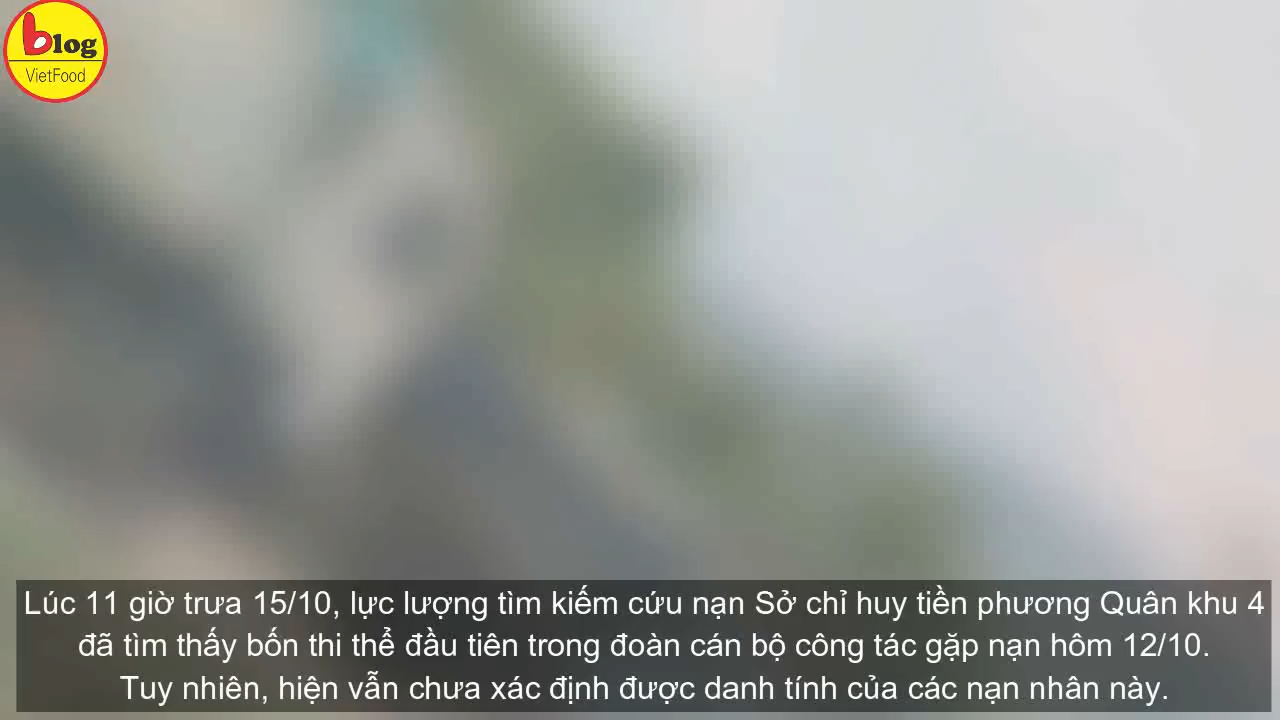 blog
VietFood
Lúc 11 giờ trưa 15/10, lực lượng tìm kiếm cứu nạn Sở chỉ huy tiền phương Quân khu 4
đã tìm thấy bốn thi thể đầu tiên trong đoàn cán bộ công tác gặp nạn hôm 12/10.
Tuy nhiên, hiện vẫn chưa xác định được danh tính của các nạn nhân này.